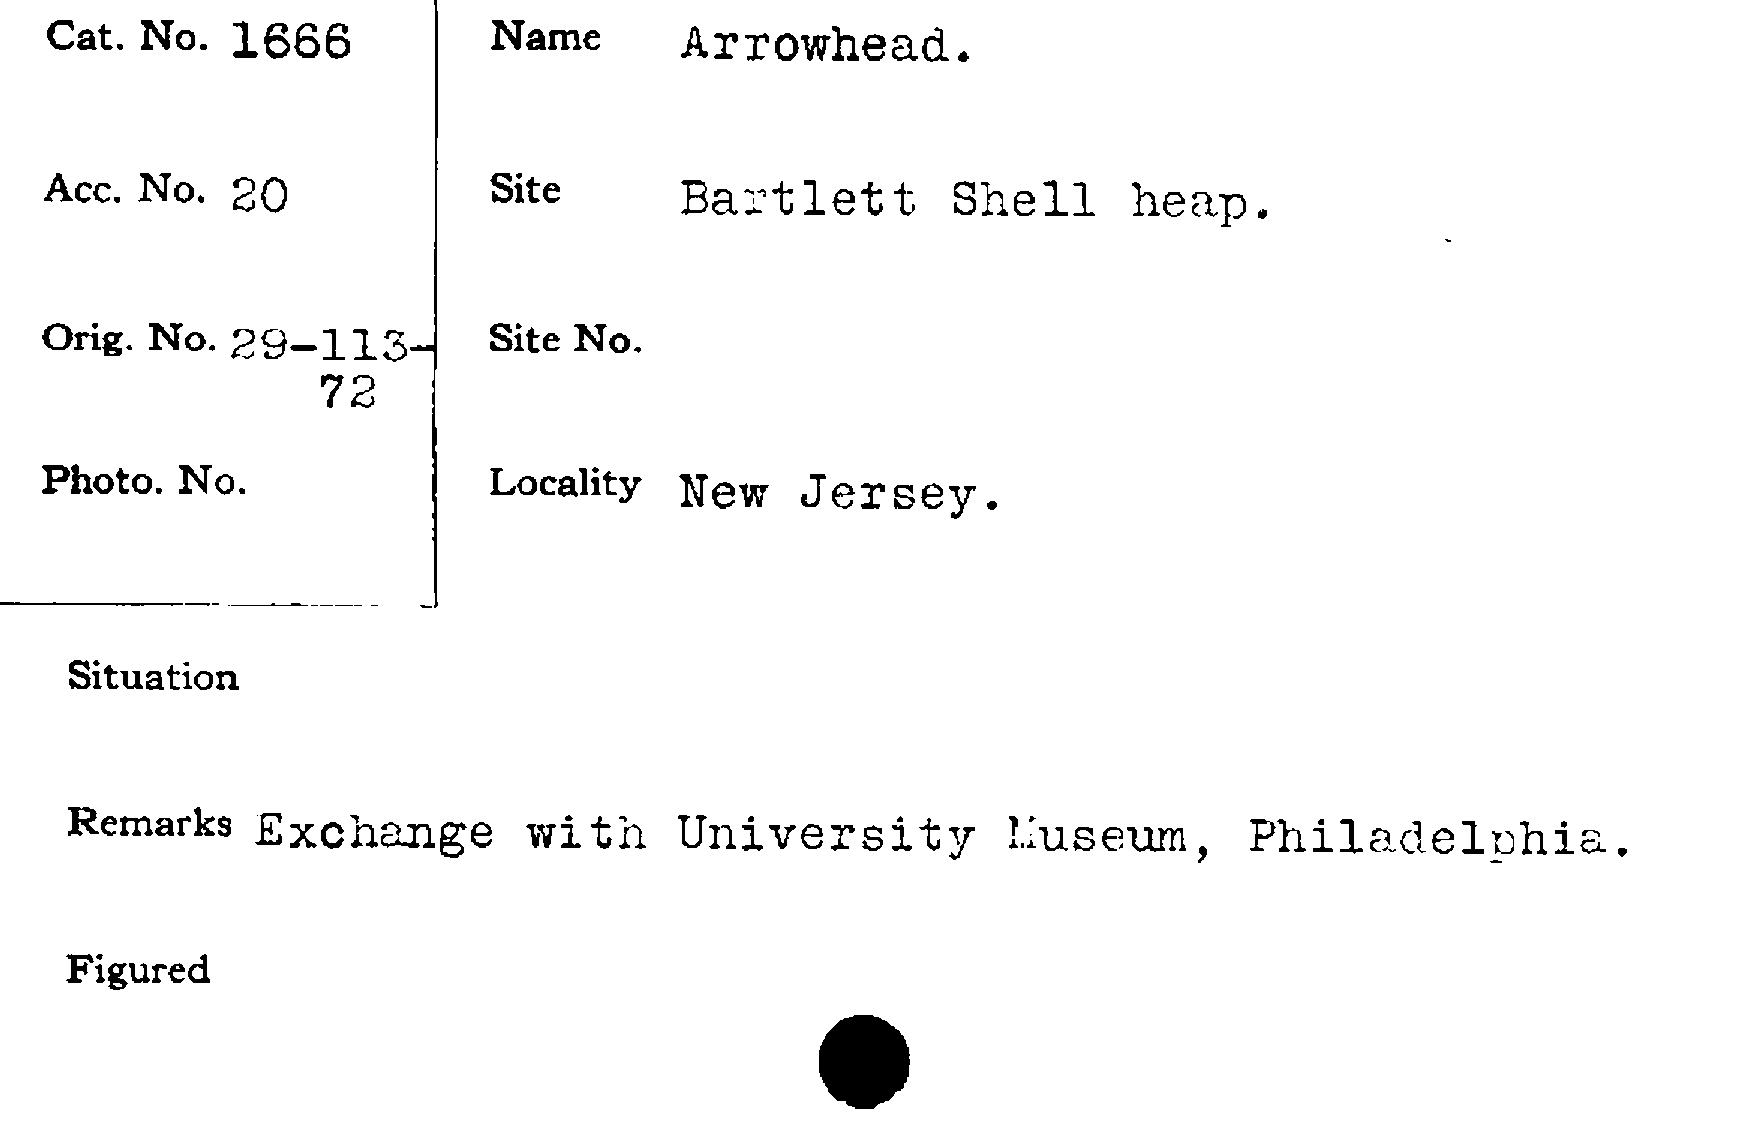 Cat. No. 1666
Name Arrowhead.
Acc. No. 20
Site Bartlett Shell heap.
Orig. No. 29-113-
72
Site No.
Photo. No.
Locality New Jersey.
Situation
Remarks Exchange with University Museum, Philadelphia.
Figured